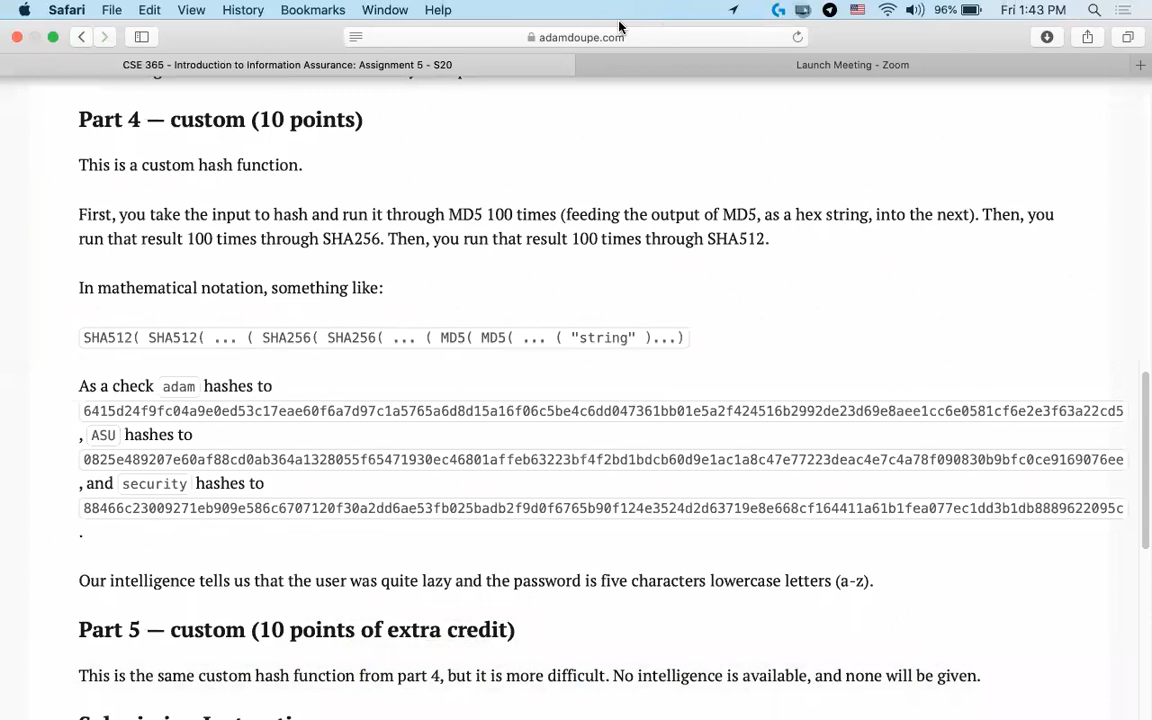 Safari File Edit View History Bookmarks Window Help 96% Fri 1:43 PM
adamdoupe.com
CSE 365 - Introduction to Information Assurance: Assignment 5 - S20 Launch Meeting - Zoom
Part 4 — custom (10 points)
This is a custom hash function.
First, you take the input to hash and run it through MD5 100 times (feeding the output of MD5, as a hex string, into the next). Then, you
run that result 100 times through SHA256. Then, you run that result 100 times through SHA512.
In mathematical notation, something like:
SHA512( SHA512( ... ( SHA256( SHA256( ... ( MD5( MD5( ... ( "string" )...)
As a check adam hashes to
6415d24f9fc04a9e0ed53c17eae60f6a7d97c1a5765a6d8d15a16f06c5be4c6dd047361bb01e5a2f424516b2992de23d69e8aee1cc6e0581cf6e2e3f63a22cd5
, ASU hashes to
0825e489207e60af88cd0ab364a1328055f65471930ec46801affeb63223bf4f2bd1bdcb60d9e1ac1a8c47e77223deac4e7c4a78f090830b9bfc0ce9169076ee
, and security hashes to
88466c23009271eb909e586c6707120f30a2dd6ae53fb025badb2f9d0f6765b90f124e3524d2d63719e8e668cf164411a61b1fea077ec1dd3b1db8889622095c
.
Our intelligence tells us that the user was quite lazy and the password is five characters lowercase letters (a-z).
Part 5 — custom (10 points of extra credit)
This is the same custom hash function from part 4, but it is more difficult. No intelligence is available, and none will be given.